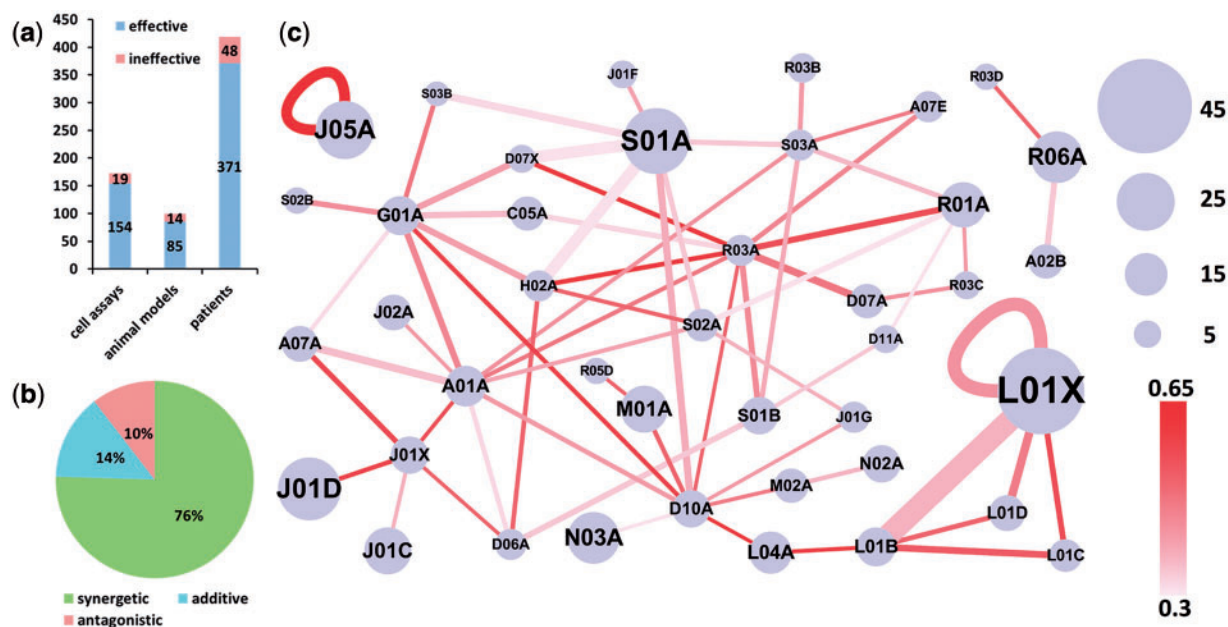 (a)
450
400
350
300
250
200
150
100
50
0
effective
ineffective
19
154
14
85
48
371
cell assays
animal models
patients
(b)
10%
14%
76%
synergetic
additive
antagonistic
(c)
J05A
S03B
J01F
S01A
R03B
A07E
S03A
R03D
R06A
D07X
S02B
G01A
C05A
R01A
R03A
A02B
H02A
D07A
R03C
J02A
S02A
D11A
A07A
R05D
A01A
M01A
S01B
J01G
L01X
J01X
N02A
M02A
J01D
D10A
L01D
J01C
D06A
N03A
L04A
L01B
L01C
45
25
15
5
0.65
0.3